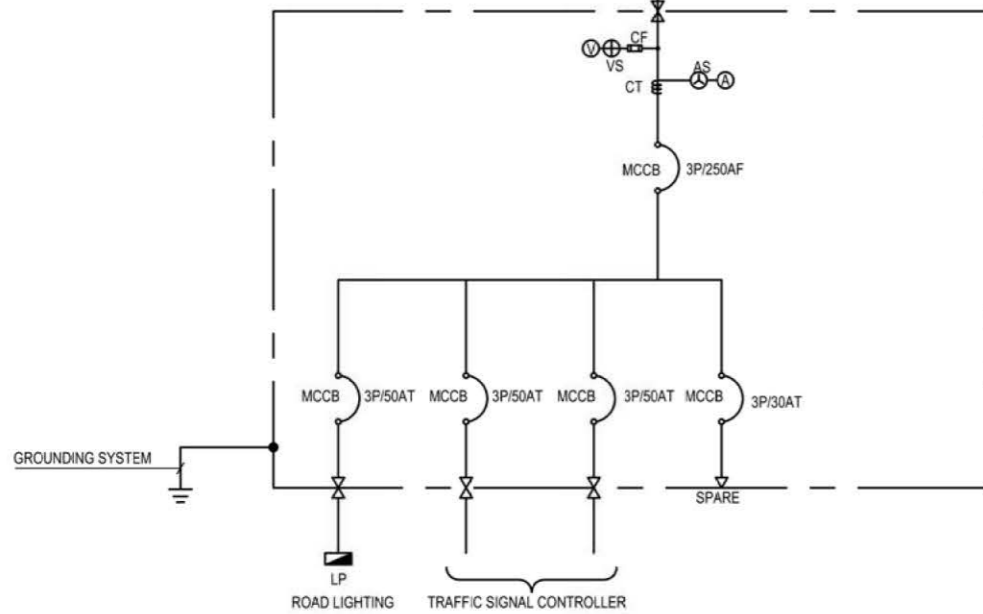 CF
V
VS
AS
CT
A
MCCB 3P/250AF
MCCB 3P/50AT MCCB 3P/50AT MCCB 3P/50AT MCCB 3P/30AT
GROUNDING SYSTEM
SPARE
LP
ROAD LIGHTING TRAFFIC SIGNAL CONTROLLER